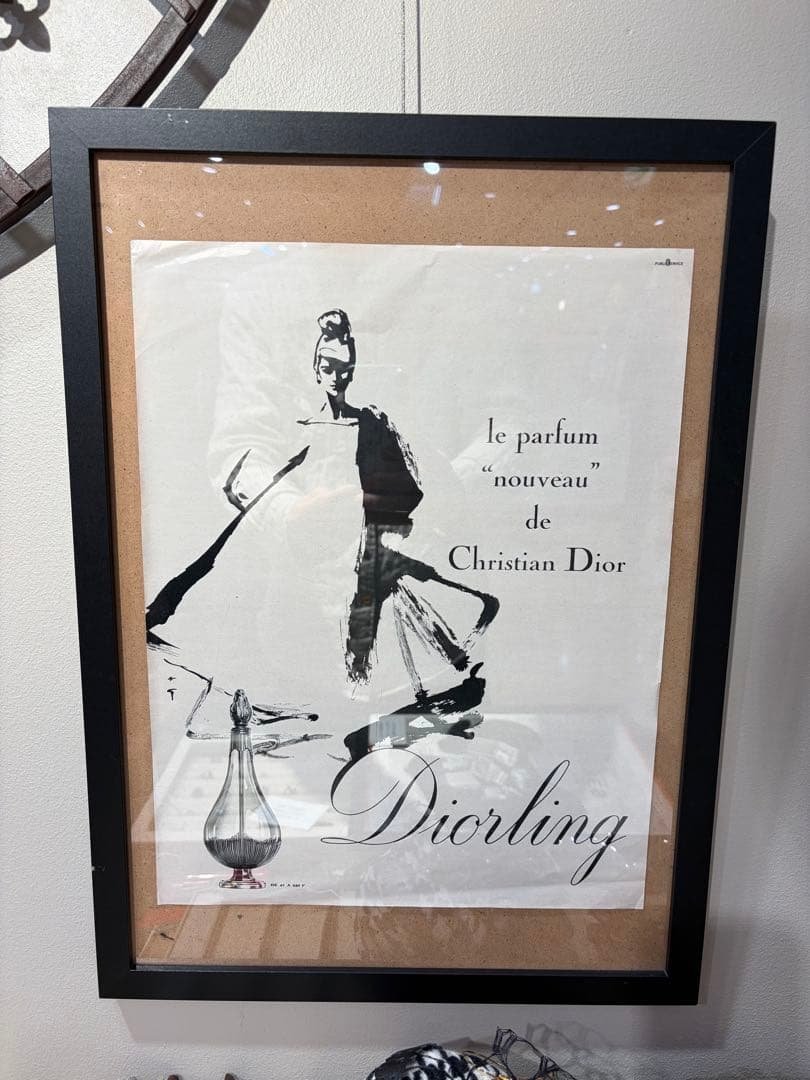 le parfum
“nouveau”
de
Christian Dior
Diorling